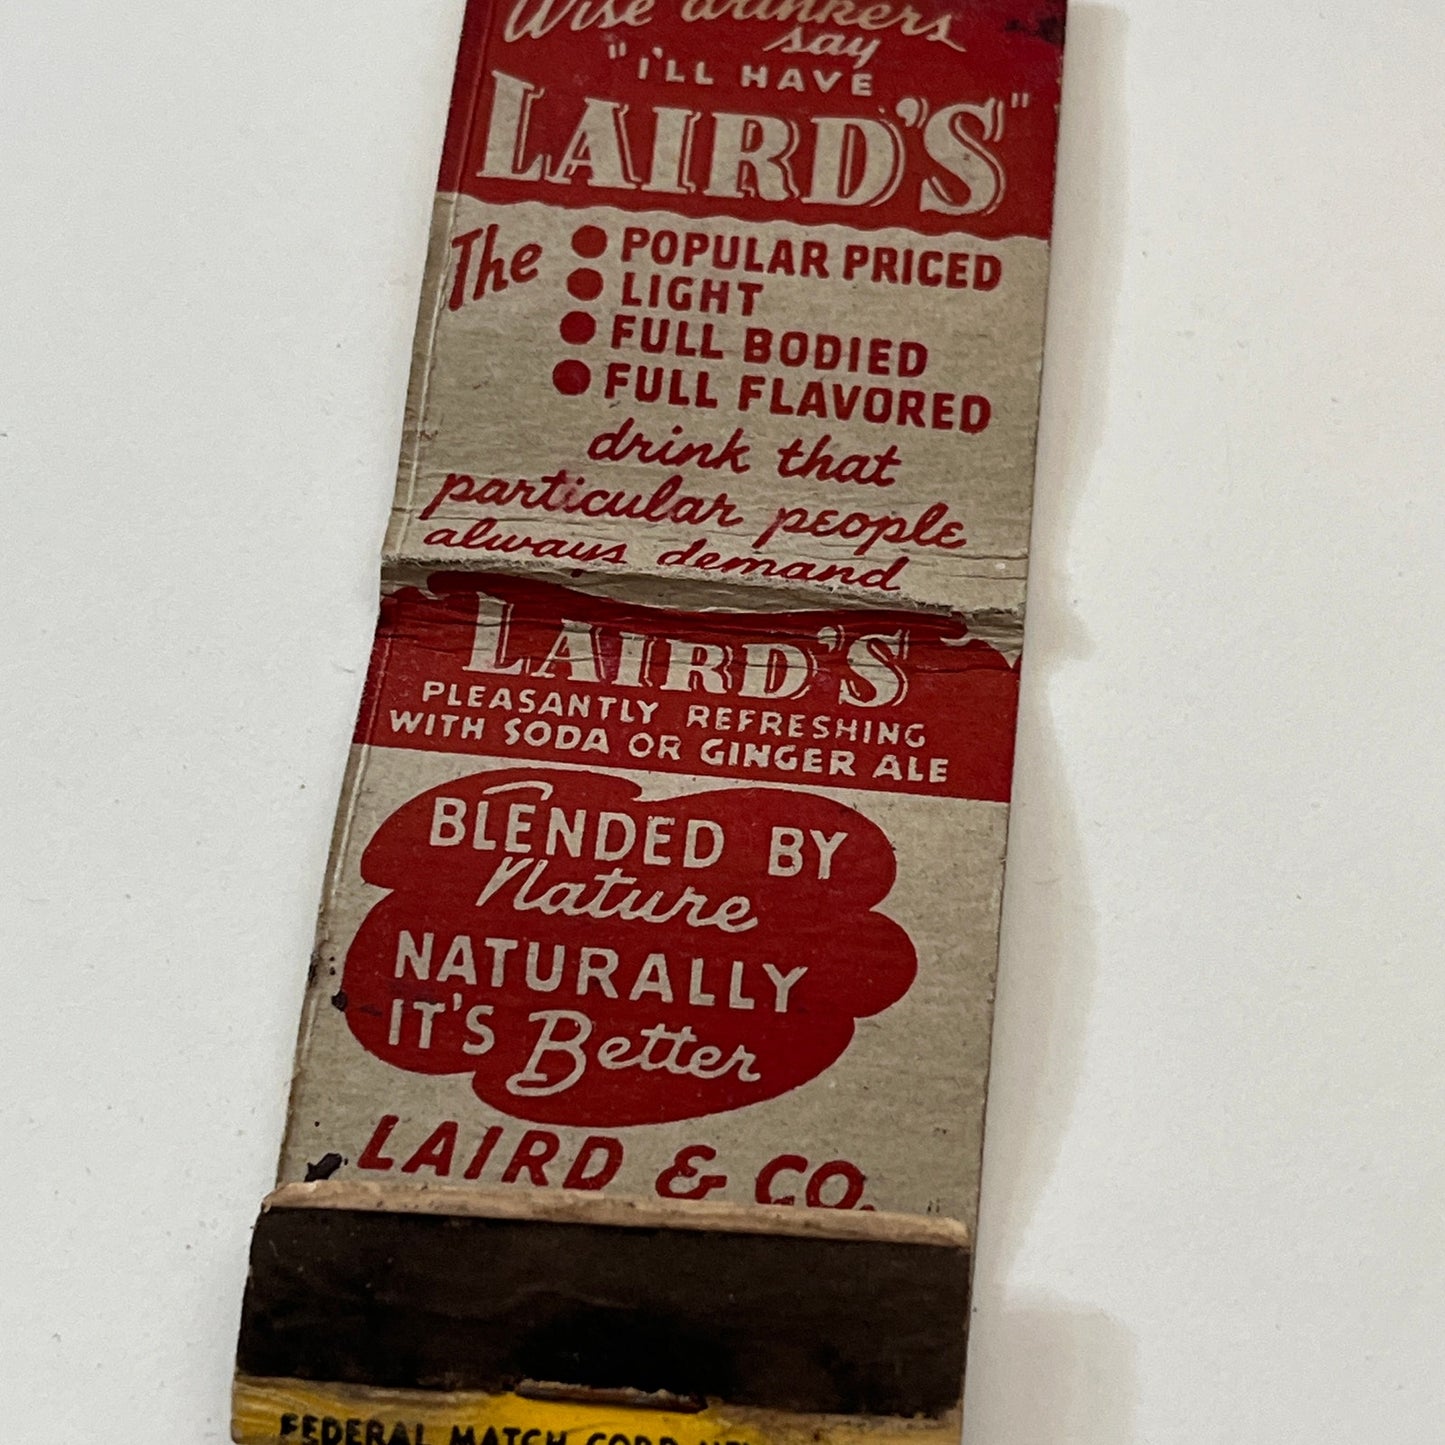 Wise drinkers
say
"I'LL HAVE
LAIRD'S"
The • POPULAR PRICED
• LIGHT
• FULL BODIED
• FULL FLAVORED
drink that
particular people
always demand
LAIRD'S
PLEASANTLY REFRESHING
WITH SODA OR GINGER ALE
BLENDED BY
Nature
NATURALLY
IT'S Better
LAIRD & CO.
FEDERAL MATCH CORP.